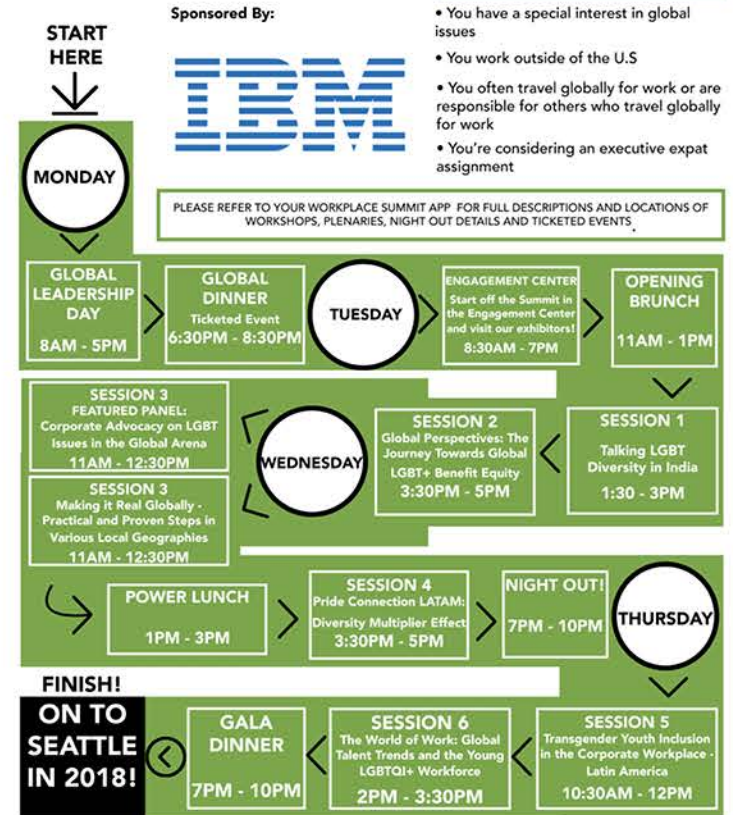 START
HERE
Sponsored By:
IBM
• You have a special interest in global
issues
• You work outside of the U.S
• You often travel globally for work or are
responsible for others who travel globally
for work
• You're considering an executive expat
assignment
MONDAY
PLEASE REFER TO YOUR WORKPLACE SUMMIT APP FOR FULL DESCRIPTIONS AND LOCATIONS OF
WORKSHOPS, PLENARIES, NIGHT OUT DETAILS AND TICKETED EVENTS.
GLOBAL
LEADERSHIP
DAY
8AM - 5PM
GLOBAL
DINNER
Ticketed Event
6:30PM - 8:30PM
TUESDAY
ENGAGEMENT CENTER
Start off the Summit in
the Engagement Center
and visit our exhibitors!
8:30AM - 7PM
OPENING
BRUNCH
11AM - 1PM
SESSION 1
Talking LGBT
Diversity in India
1:30 - 3PM
SESSION 2
Global Perspectives: The
Journey Towards Global
LGBT+ Benefit Equity
3:30PM - 5PM
WEDNESDAY
SESSION 3
FEATURED PANEL:
Corporate Advocacy on LGBT
Issues in the Global Arena
11AM - 12:30PM
SESSION 3
Making it Real Globally -
Practical and Proven Steps in
Various Local Geographies
11AM - 12:30PM
POWER LUNCH
1PM - 3PM
SESSION 4
Pride Connection LATAM:
Diversity Multiplier Effect
3:30PM - 5PM
NIGHT OUT!
7PM - 10PM
THURSDAY
SESSION 5
Transgender Youth Inclusion
in the Corporate Workplace -
Latin America
10:30AM - 12PM
SESSION 6
The World of Work: Global
Talent Trends and the Young
LGBTQI+ Workforce
2PM - 3:30PM
GALA
DINNER
7PM - 10PM
FINISH!
ON TO
SEATTLE
IN 2018!